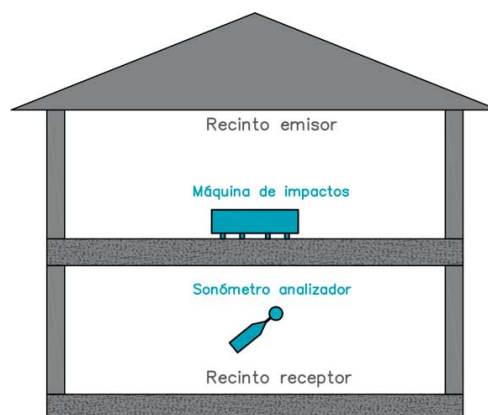 Recinto emisor
Máquina de impactos
Sonómetro analizador
Recinto receptor